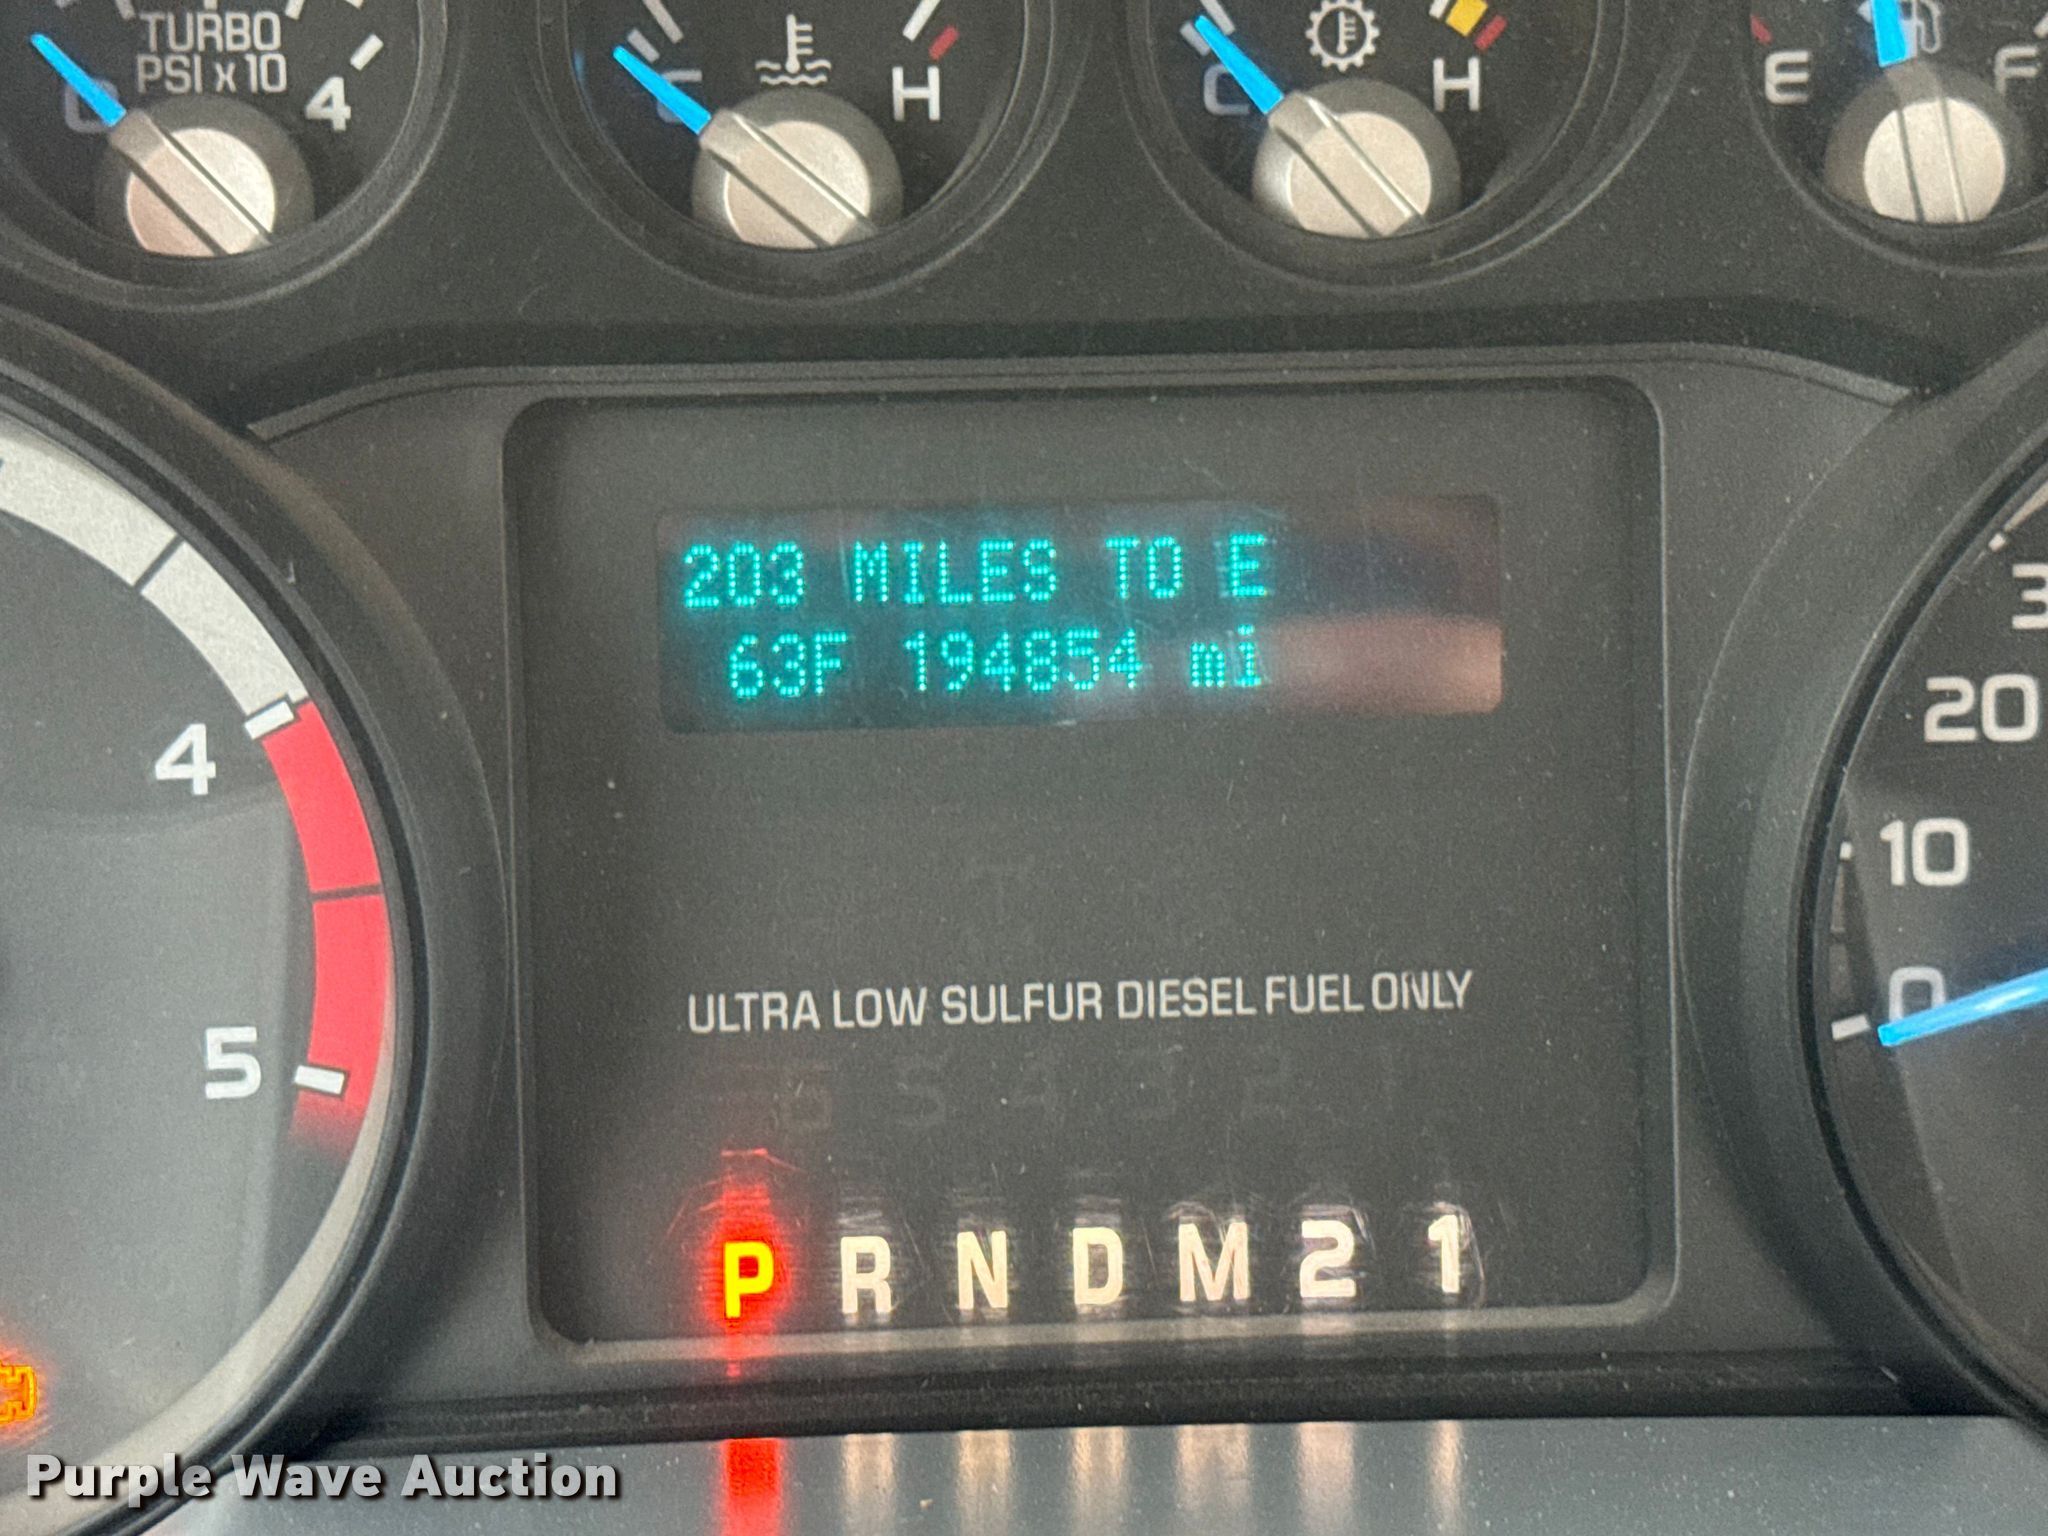 TURBO
PSI x 10
0 4
C H
C H
E F
203 MILES TO E
63F 194854 mi
4
5
20
10
0
ULTRA LOW SULFUR DIESEL FUEL ONLY
P R N D M 2 1
Purple Wave Auction